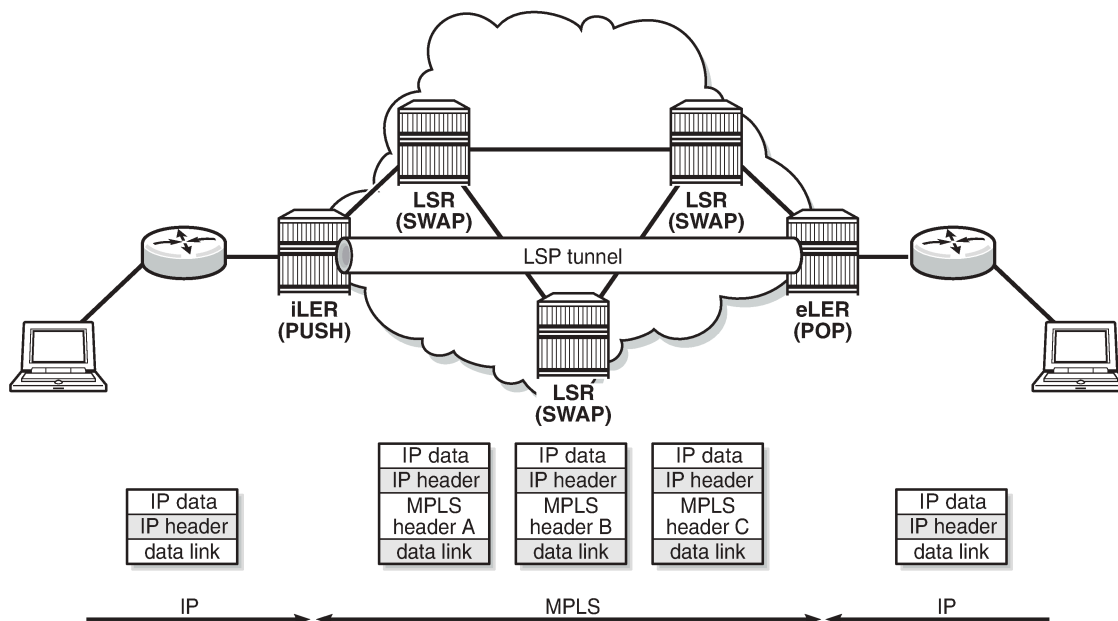 LSR
(SWAP)
LSR
(SWAP)
LSP tunnel
iLER
(PUSH)
eLER
(POP)
LSR
(SWAP)
IP data
IP header
MPLS
header A
data link
IP data
IP header
MPLS
header B
data link
IP data
IP header
MPLS
header C
data link
IP data
IP header
data link
IP data
IP header
data link
IP
MPLS
IP